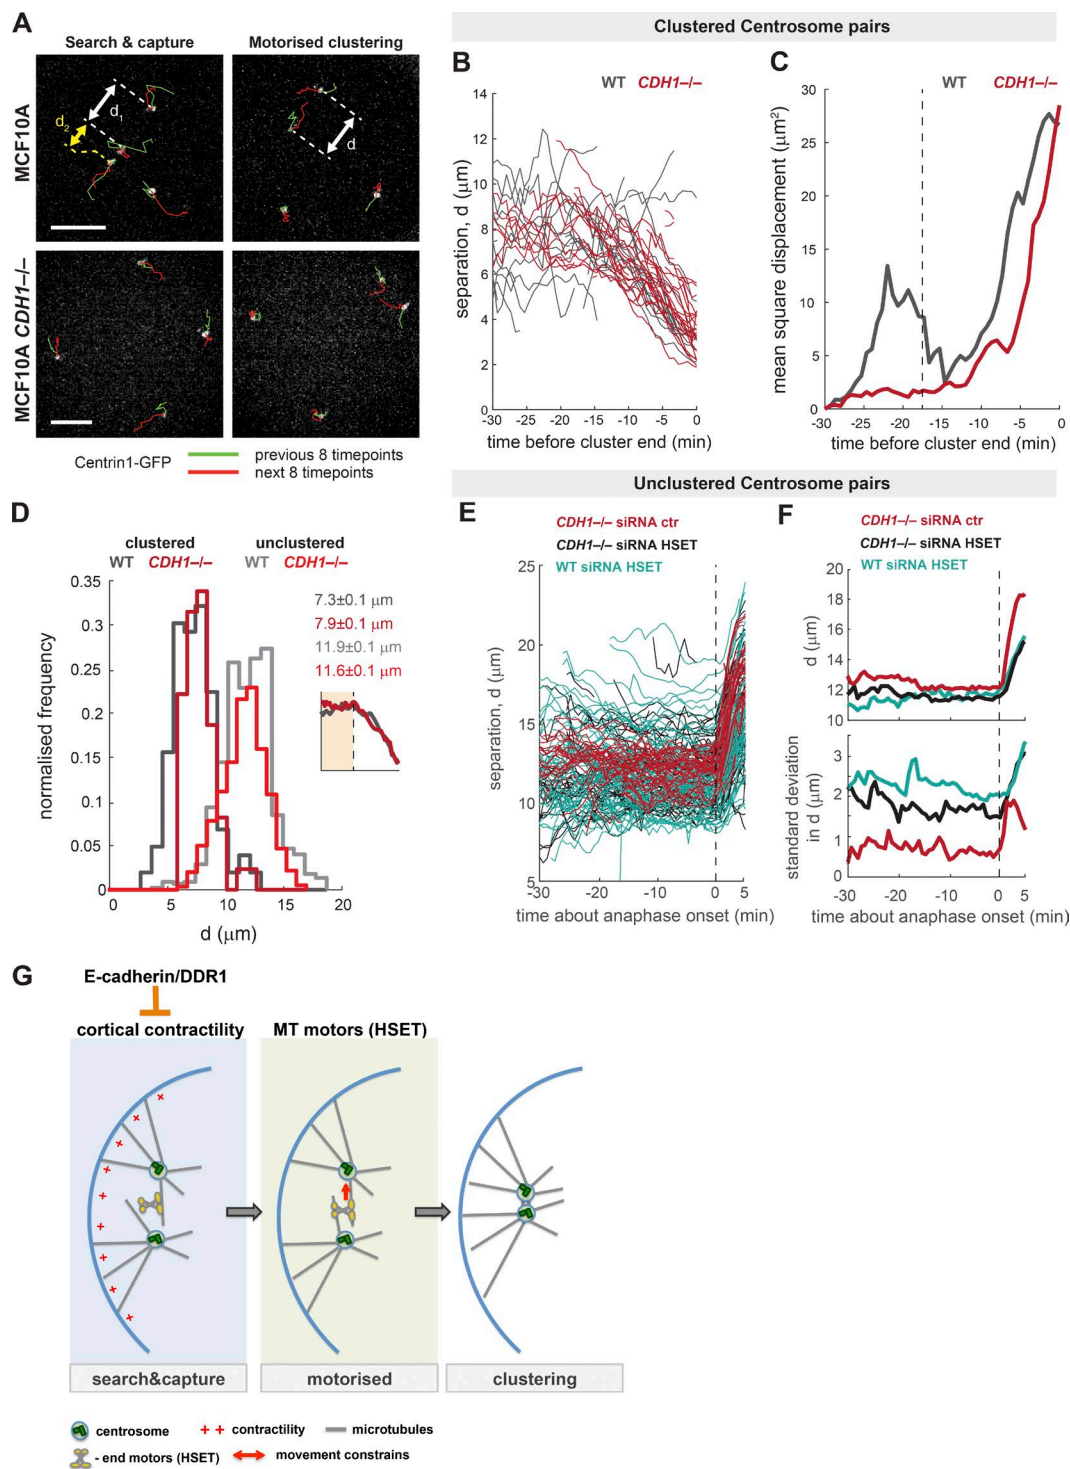 A
Search & capture
Motorised clustering
MCF10A
d1
d2
d
MCF10A CDH1–/–
Centrin1-GFP
previous 8 timepoints
next 8 timepoints
Clustered Centrosome pairs
B
WT CDH1–/–
separation, d (µm)
14
12
10
8
6
4
2
0
-30 -25 -20 -15 -10 -5 0
time before cluster end (min)
C
WT CDH1–/–
mean square displacement (µm²)
30
25
20
15
10
5
0
-30 -25 -20 -15 -10 -5 0
time before cluster end (min)
D
clustered unclustered
WT CDH1–/– WT CDH1–/–
normalised frequency
0.35
0.3
0.25
0.2
0.15
0.1
0.05
0
7.3±0.1 µm
7.9±0.1 µm
11.9±0.1 µm
11.6±0.1 µm
0 5 10 15 20
d (µm)
Unclustered Centrosome pairs
E
CDH1–/– siRNA ctr
CDH1–/– siRNA HSET
WT siRNA HSET
separation, d (µm)
25
20
15
10
5
-30 -20 -10 0 5
time about anaphase onset (min)
F
CDH1–/– siRNA ctr
CDH1–/– siRNA HSET
WT siRNA HSET
d (µm)
20
18
16
14
12
10
standard deviation
in d (µm)
3
2
1
0
-30 -20 -10 0 5
time about anaphase onset (min)
G
E-cadherin/DDR1
cortical contractility
MT motors (HSET)
search&capture
motorised
clustering
centrosome
+ + contractility
microtubules
- end motors (HSET)
movement constrains